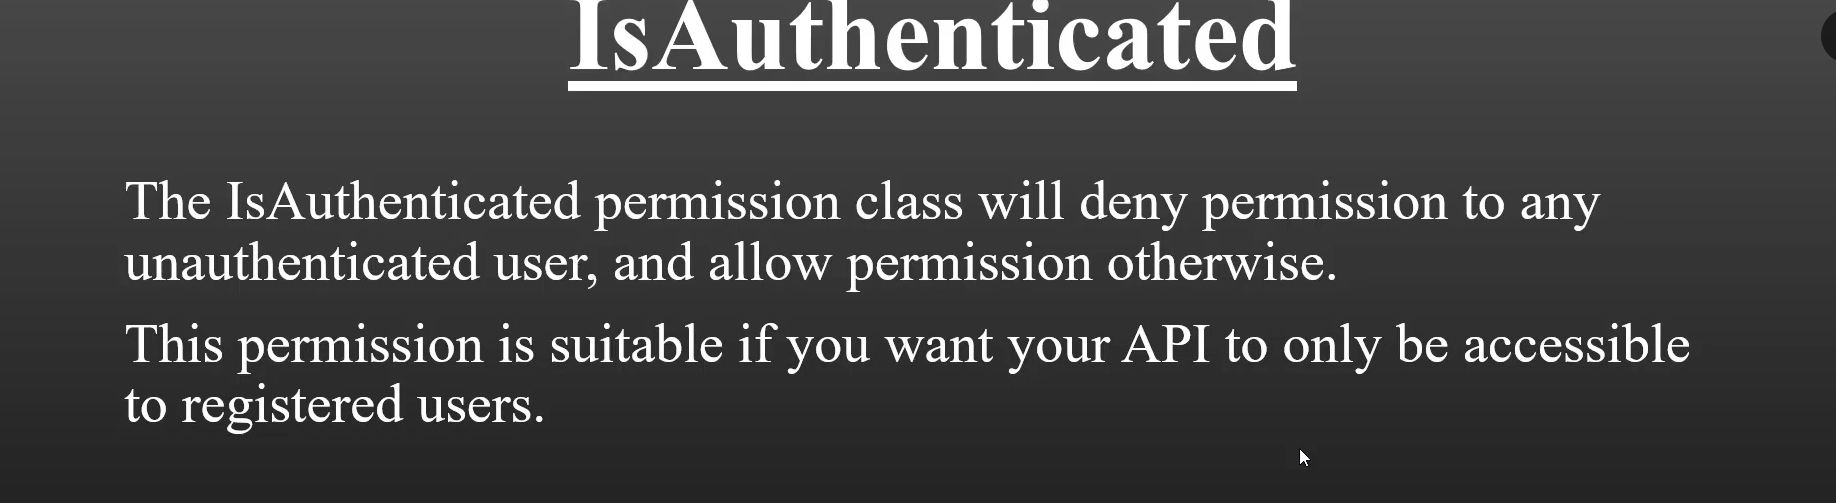 IsAuthenticated
The IsAuthenticated permission class will deny permission to any
unauthenticated user, and allow permission otherwise.
This permission is suitable if you want your API to only be accessible
to registered users.